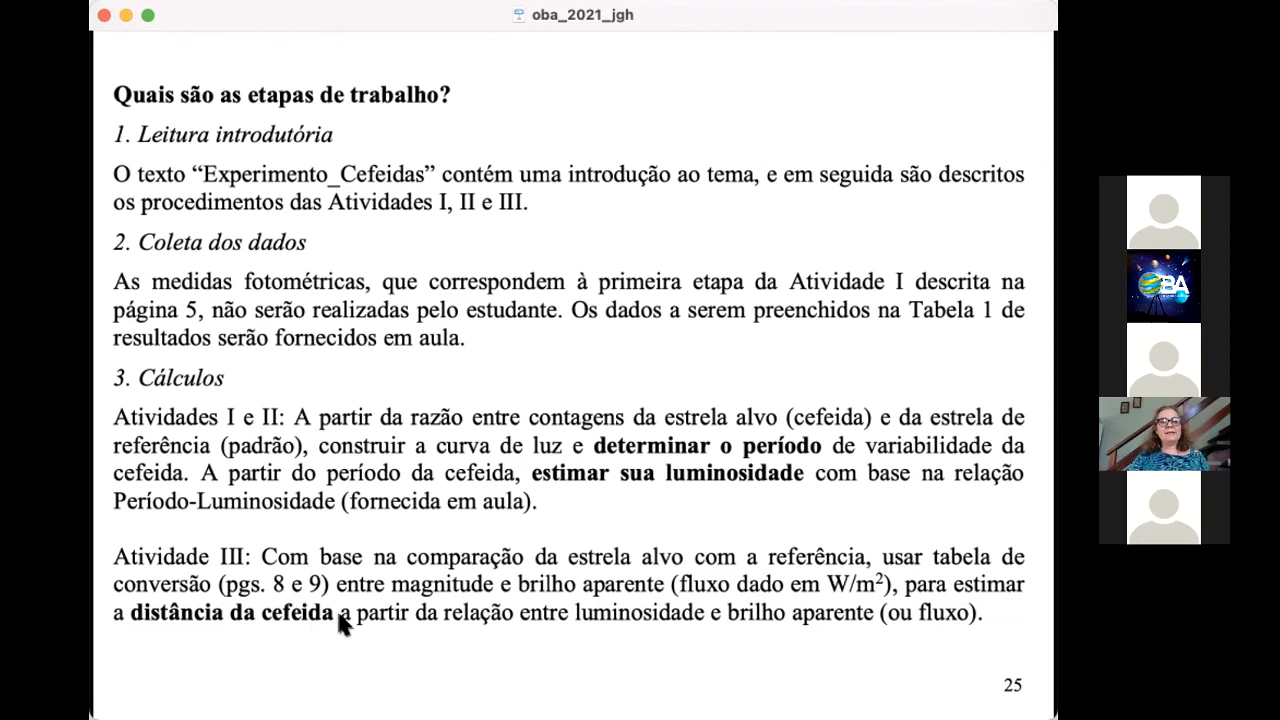 oba_2021_jgh
Quais são as etapas de trabalho?
1. Leitura introdutória
O texto “Experimento_Cefeidas” contém uma introdução ao tema, e em seguida são descritos
os procedimentos das Atividades I, II e III.
2. Coleta dos dados
As medidas fotométricas, que correspondem à primeira etapa da Atividade I descrita na
página 5, não serão realizadas pelo estudante. Os dados a serem preenchidos na Tabela 1 de
resultados serão fornecidos em aula.
3. Cálculos
Atividades I e II: A partir da razão entre contagens da estrela alvo (cefeida) e da estrela de
referência (padrão), construir a curva de luz e determinar o período de variabilidade da
cefeida. A partir do período da cefeida, estimar sua luminosidade com base na relação
Período-Luminosidade (fornecida em aula).
Atividade III: Com base na comparação da estrela alvo com a referência, usar tabela de
conversão (pgs. 8 e 9) entre magnitude e brilho aparente (fluxo dado em W/m²), para estimar
a distância da cefeida a partir da relação entre luminosidade e brilho aparente (ou fluxo).
25
OBA